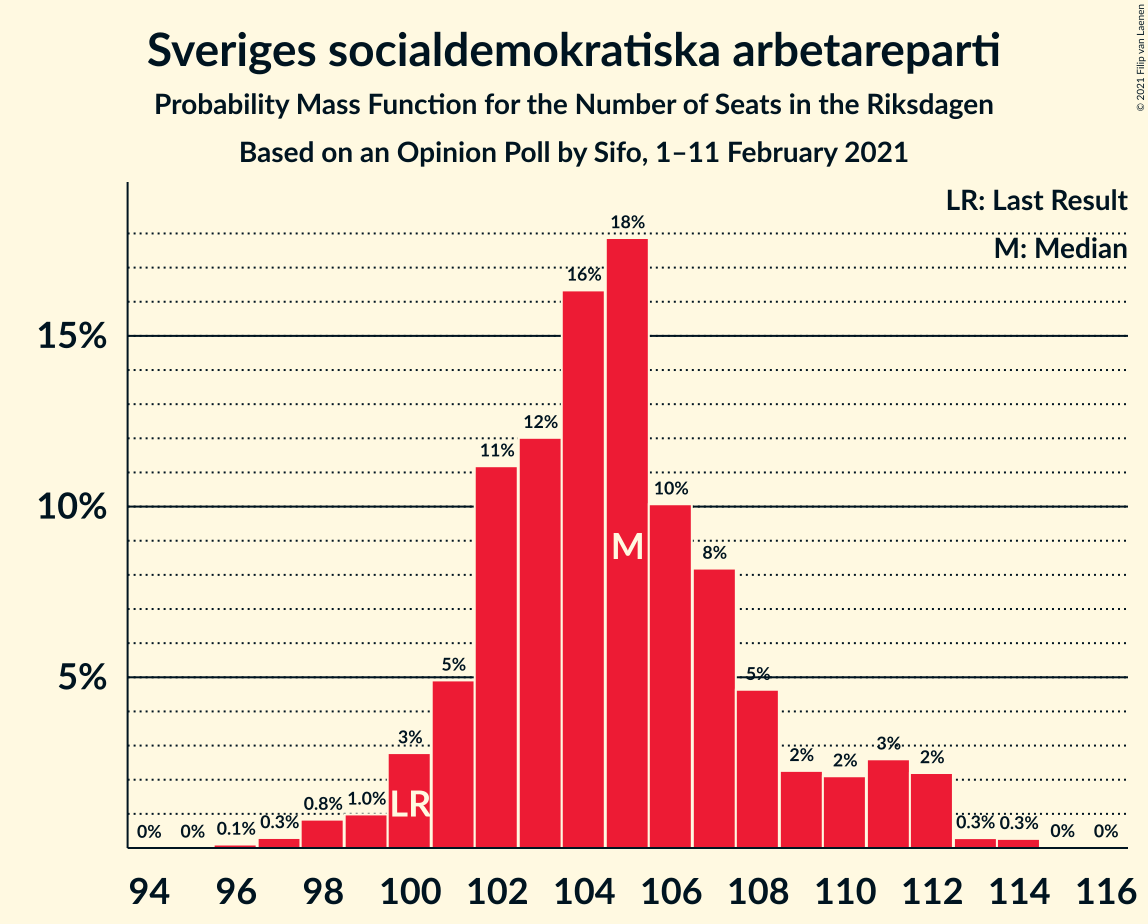 Sveriges socialdemokratiska arbetareparti
Probability Mass Function for the Number of Seats in the Riksdagen
Based on an Opinion Poll by Sifo, 1–11 February 2021
© 2021 Filip van Laenen
LR: Last Result
M: Median
15%
10%
5%
0% 0% 0.1% 0.3% 0.8% 1.0% 3% 5% 11% 12% 16% 18% 10% 8% 5% 2% 2% 3% 2% 0.3% 0.3% 0% 0%
LR M
94 96 98 100 102 104 106 108 110 112 114 116